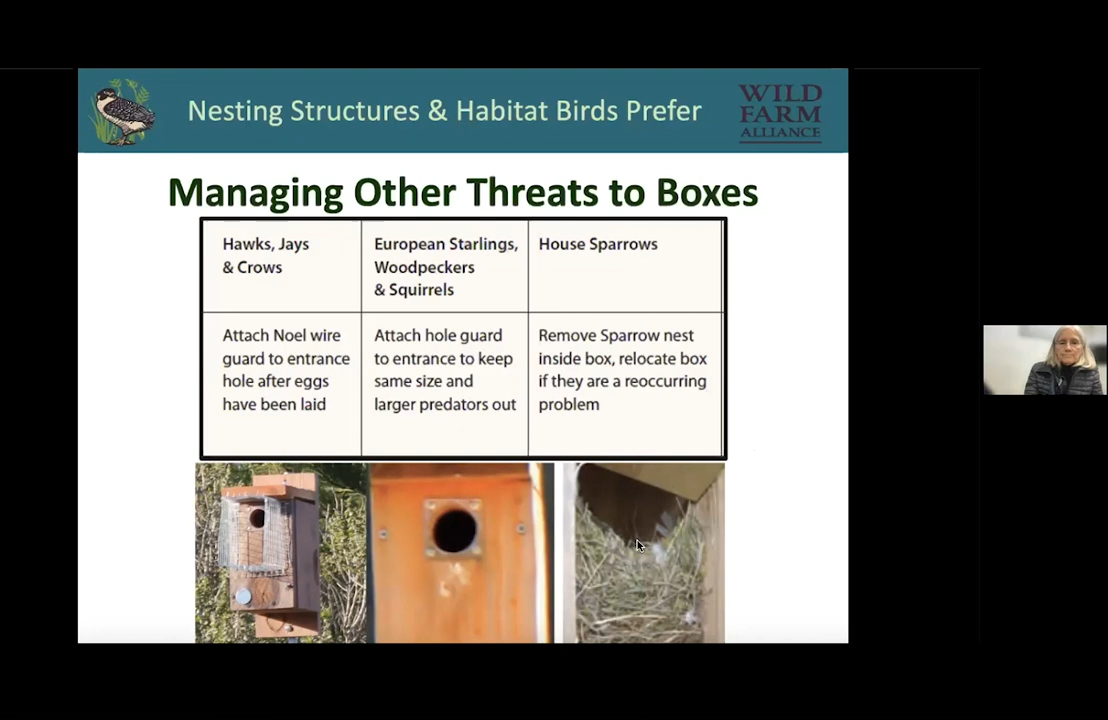 Nesting Structures & Habitat Birds Prefer
WILD
FARM
ALLIANCE
Managing Other Threats to Boxes
Hawks, Jays
& Crows
European Starlings,
Woodpeckers
& Squirrels
House Sparrows
Attach Noel wire
guard to entrance
hole after eggs
have been laid
Attach hole guard
to entrance to keep
same size and
larger predators out
Remove Sparrow nest
inside box, relocate box
if they are a reoccurring
problem